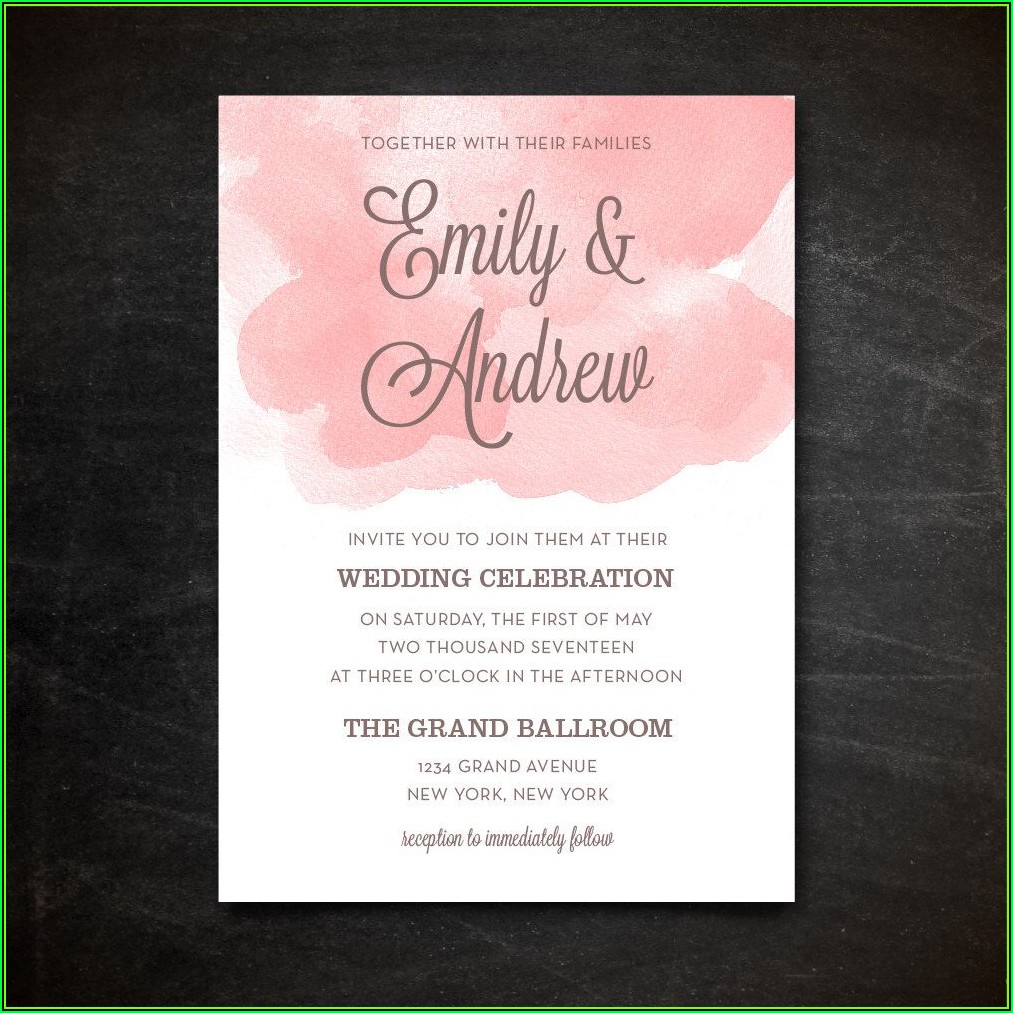 TOGETHER WITH THEIR FAMILIES
Emily &
Andrew
INVITE YOU TO JOIN THEM AT THEIR
WEDDING CELEBRATION
ON SATURDAY, THE FIRST OF MAY
TWO THOUSAND SEVENTEEN
AT THREE O'CLOCK IN THE AFTERNOON
THE GRAND BALLROOM
1234 GRAND AVENUE
NEW YORK, NEW YORK
reception to immediately follow